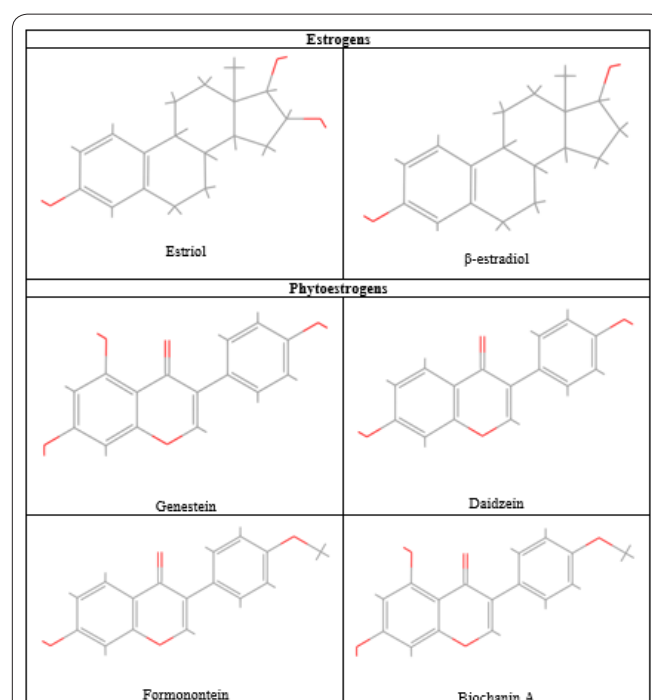 Estrogens
Estriol
β-estradiol
Phytoestrogens
Genestein
Daidzein
Formonontein
Biochanin A